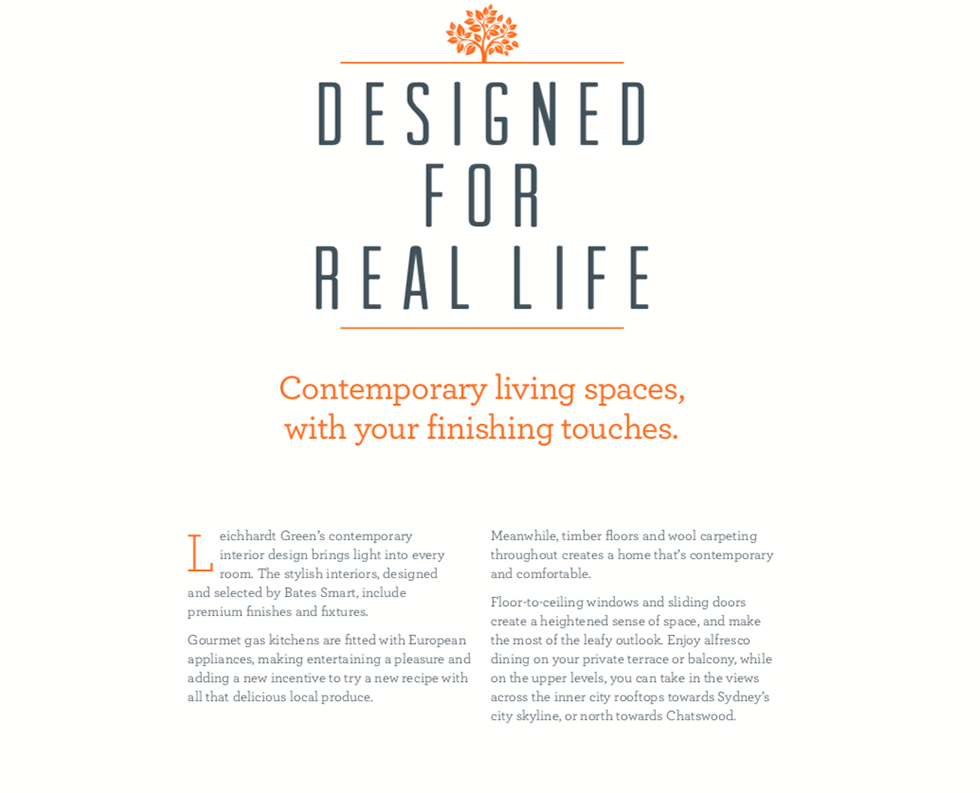 DESIGNED
FOR
REAL LIFE
Contemporary living spaces,
with your finishing touches.
Leichhardt Green's contemporary
interior design brings light into every
room. The stylish interiors, designed
and selected by Bates Smart, include
premium finishes and fixtures.
Gourmet gas kitchens are fitted with European
appliances, making entertaining a pleasure and
adding a new incentive to try a new recipe with
all that delicious local produce.
Meanwhile, timber floors and wool carpeting
throughout creates a home that's contemporary
and comfortable.
Floor-to-ceiling windows and sliding doors
create a heightened sense of space, and make
the most of the leafy outlook. Enjoy alfresco
dining on your private terrace or balcony, while
on the upper levels, you can take in the views
across the inner city rooftops towards Sydney's
city skyline, or north towards Chatswood.